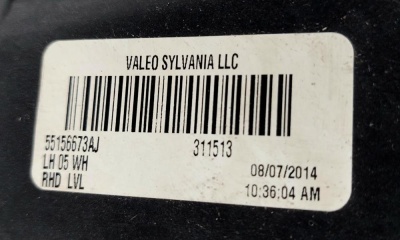 VALEO SYLVANIA LLC
55156673AJ 311513
LH 05 WH 08/07/2014
RHD LVL 10:36:04 AM